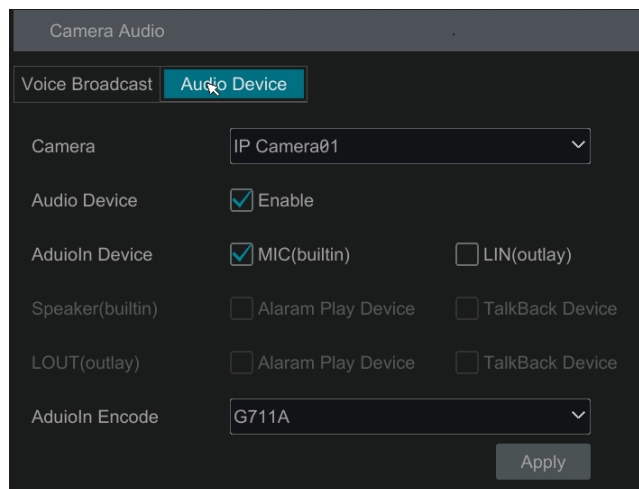 Camera Audio
Voice Broadcast Audio Device
Camera IP Camera01
Audio Device Enable
AduioIn Device MIC(builtin) LIN(outlay)
Speaker(builtin) Alaram Play Device TalkBack Device
LOUT(outlay) Alaram Play Device TalkBack Device
AduioIn Encode G711A
Apply